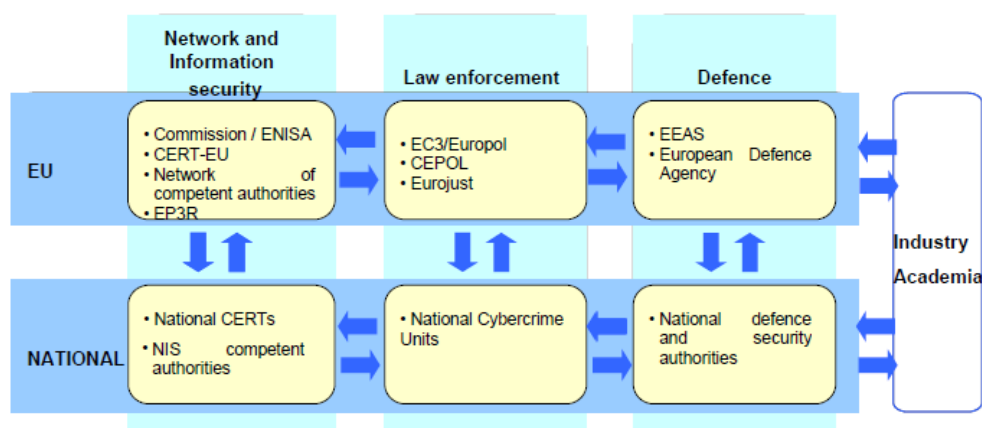 Network and
Information
security
Law enforcement
Defence
EU
• Commission / ENISA
• CERT-EU
• Network of
competent authorities
• EP3R
• EC3/Europol
• CEPOL
• Eurojust
• EEAS
• European Defence
Agency
Industry
Academia
NATIONAL
• National CERTs
• NIS competent
authorities
• National Cybercrime
Units
• National defence
and security
authorities